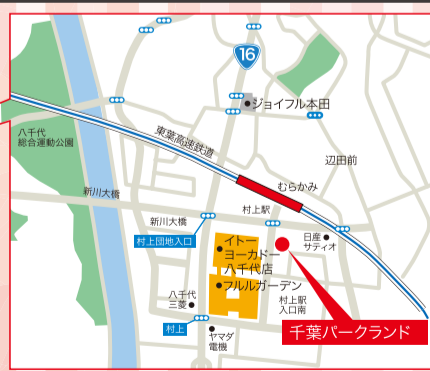 16
ジョイフル本田
八千代
総合運動公園
東葉高速鉄道
辺田前
むらかみ
新川大橋
村上駅
新川大橋
村上団地入口
イトー
ヨーカドー
八千代店
日産
サティオ
フルルガーデン
八千代
三菱
村上駅
入口南
村上
ヤマダ
電機
千葉パークランド